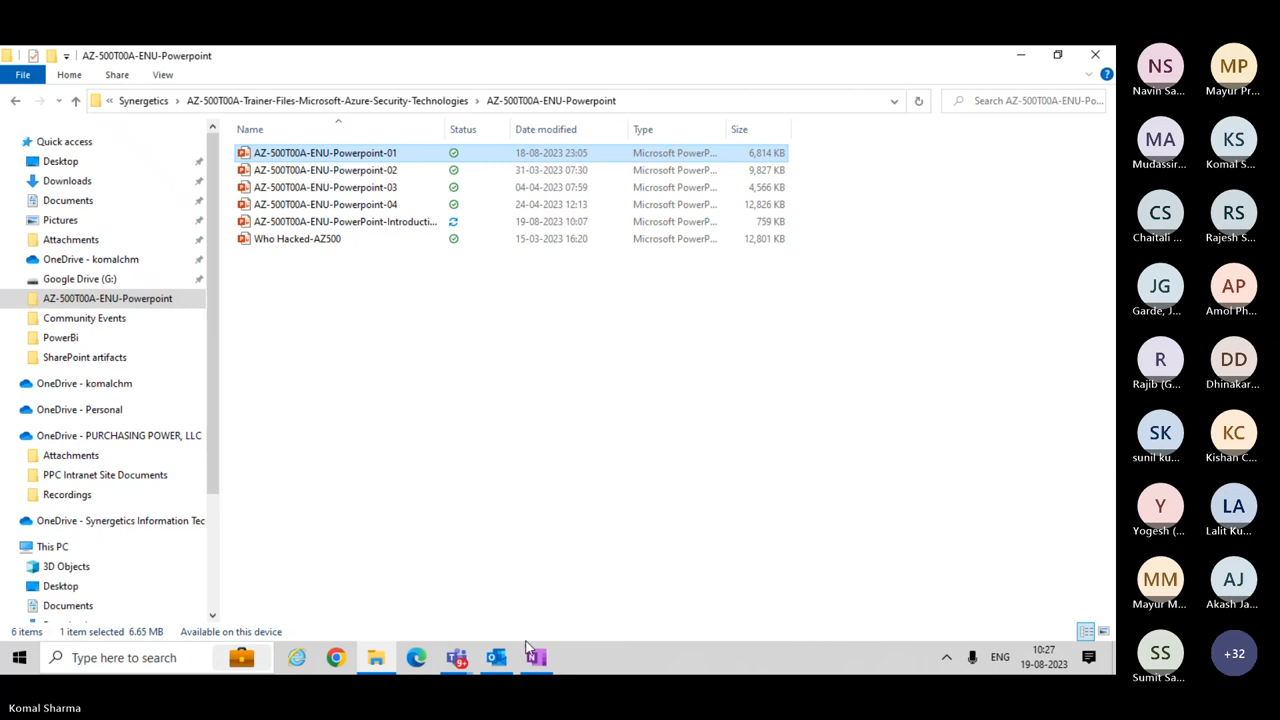 AZ-500T00A-ENU-Powerpoint
File Home Share View
« Synergetics > AZ-500T00A-Trainer-Files-Microsoft-Azure-Security-Technologies > AZ-500T00A-ENU-Powerpoint
Search AZ-500T00A-ENU-Po...
Quick access
Desktop
Downloads
Documents
Pictures
Attachments
OneDrive - komalchm
Google Drive (G:)
AZ-500T00A-ENU-Powerpoint
Community Events
PowerBi
SharePoint artifacts
OneDrive - komalchm
OneDrive - Personal
OneDrive - PURCHASING POWER, LLC
Attachments
PPC Intranet Site Documents
Recordings
OneDrive - Synergetics Information Tec
This PC
3D Objects
Desktop
Documents
Name Status Date modified Type Size
AZ-500T00A-ENU-Powerpoint-01 18-08-2023 23:05 Microsoft PowerP... 6,814 KB
AZ-500T00A-ENU-Powerpoint-02 31-03-2023 07:30 Microsoft PowerP... 9,827 KB
AZ-500T00A-ENU-Powerpoint-03 04-04-2023 07:59 Microsoft PowerP... 4,566 KB
AZ-500T00A-ENU-Powerpoint-04 24-04-2023 12:13 Microsoft PowerP... 12,826 KB
AZ-500T00A-ENU-PowerPoint-Introducti... 19-08-2023 10:07 Microsoft PowerP... 759 KB
Who Hacked-AZ500 15-03-2023 16:20 Microsoft PowerP... 12,801 KB
6 items 1 item selected 6.65 MB Available on this device
Type here to search
9+
ENG
10:27
19-08-2023
NS MP
Navin Sa... Mayur Pr...
MA KS
Mudassir... Komal S...
CS RS
Chaitali ... Rajesh S...
JG AP
Garde, J... Amol Ph...
R DD
Rajib (G... Dhinakar...
SK KC
sunil ku... Kishan C...
Y LA
Yogesh (... Lalit Ku...
MM AJ
Mayur M... Akash Ja...
SS +32
Sumit Sa...
Komal Sharma